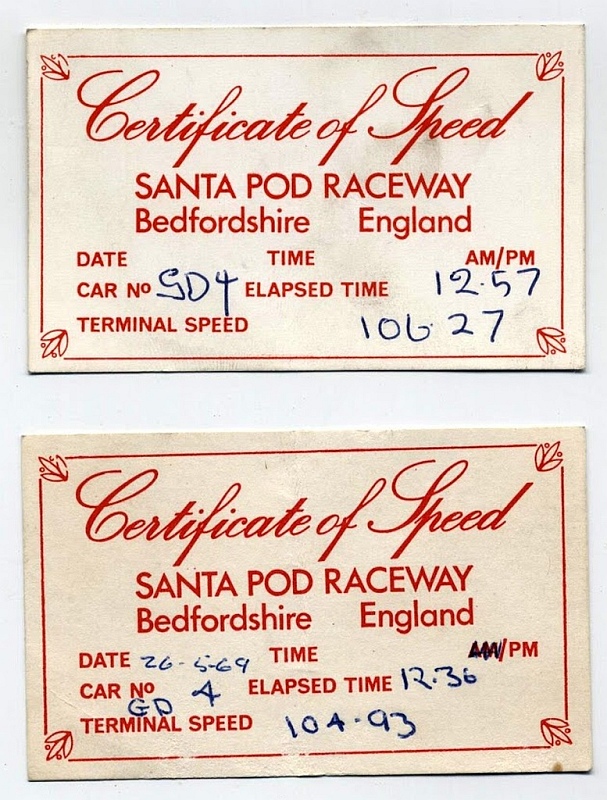 Certificate of Speed
SANTA POD RACEWAY
Bedfordshire England
DATE TIME AM/PM
CAR No GD4 ELAPSED TIME 12.57
TERMINAL SPEED 106.27
Certificate of Speed
SANTA POD RACEWAY
Bedfordshire England
DATE 26-5-69 TIME AM/PM
CAR No GD 4 ELAPSED TIME 12.36
TERMINAL SPEED 104.93